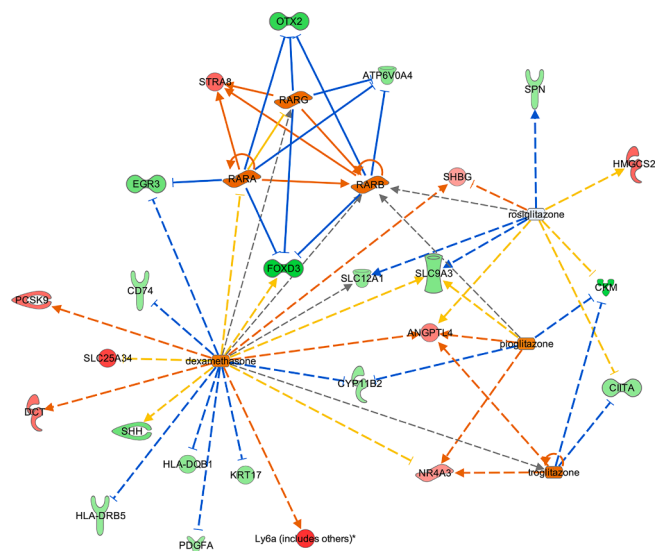 OTX2
STRA8
ATP6V0A4
RARG
SPN
HMGCS2
EGR3
RARA
RARB
SHBG
rosiglitazone
FOXD3
SLC12A1
SLC9A3
CD74
CKM
PCSK9
ANGPTL4
pioglitazone
SLC25A34
dexamethasone
CYP11B2
CIITA
DCT
SHH
HLA-DQB1
KRT17
NR4A3
troglitazone
HLA-DRB5
PDGFA
Ly6a (includes others)*